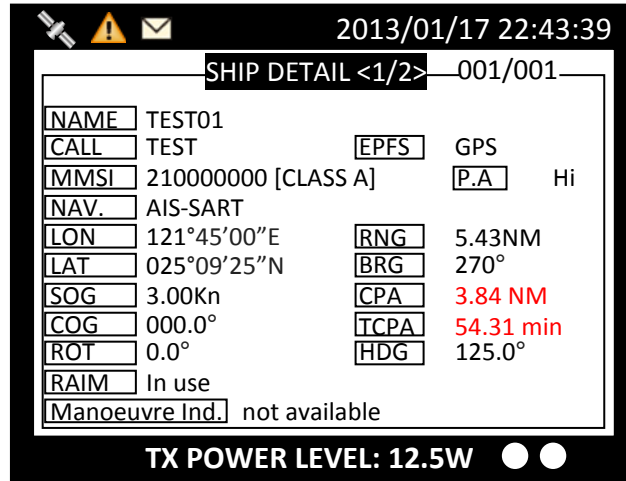 2013/01/17 22:43:39
SHIP DETAIL <1/2> 001/001
NAME TEST01
CALL TEST EPFS GPS
MMSI 210000000 [CLASS A] P.A Hi
NAV. AIS-SART
LON 121°45′00″E RNG 5.43NM
LAT 025°09′25″N BRG 270°
SOG 3.00Kn CPA 3.84 NM
COG 000.0° TCPA 54.31 min
ROT 0.0° HDG 125.0°
RAIM In use
Manoeuvre Ind. not available
TX POWER LEVEL: 12.5W